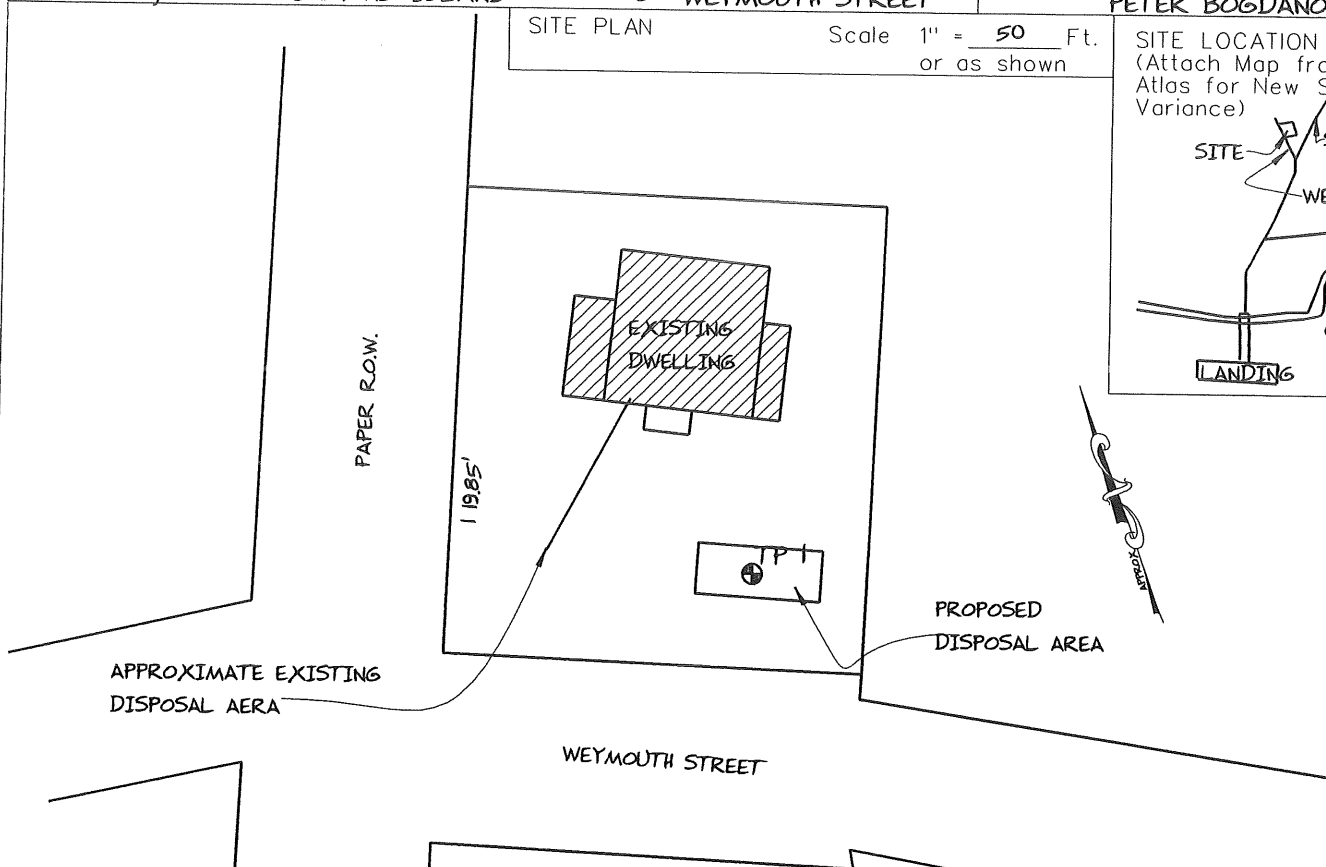 WEYMOUTH STREET
PETER BOGDANO
SITE PLAN
Scale 1" = 50 Ft.
or as shown
SITE LOCATION
(Attach Map fro
Atlas for New S
Variance)
SITE
WE
LANDING
EXISTING
DWELLING
PAPER R.O.W.
119.85'
TP 1
APPROX
PROPOSED
DISPOSAL AREA
APPROXIMATE EXISTING
DISPOSAL AERA
WEYMOUTH STREET